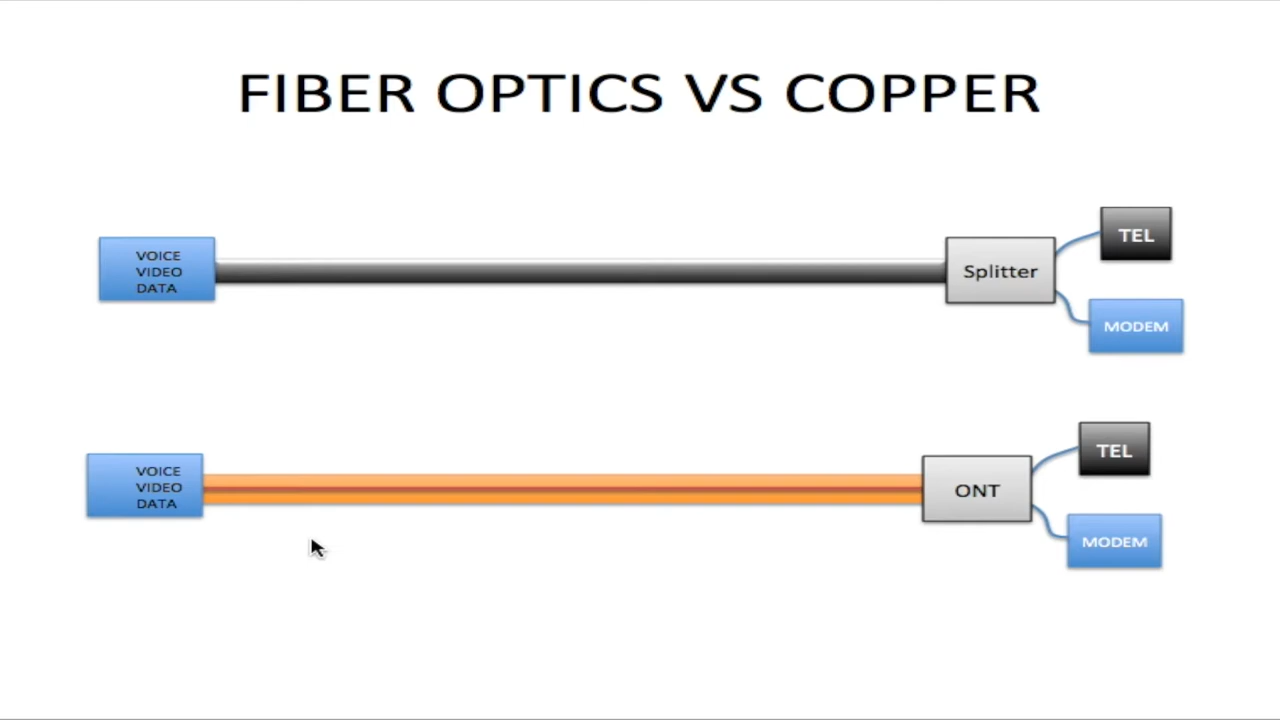 FIBER OPTICS VS COPPER
VOICE
VIDEO
DATA
Splitter
TEL
MODEM
VOICE
VIDEO
DATA
ONT
TEL
MODEM